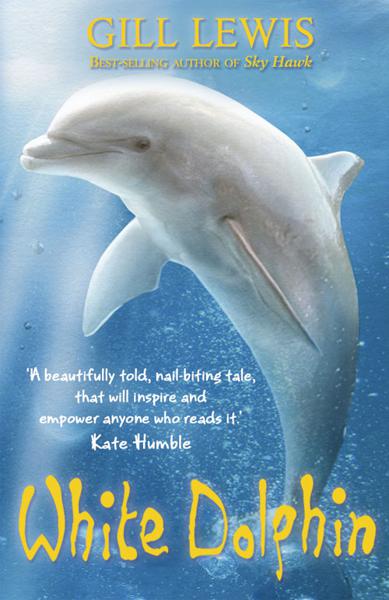 GILL LEWIS
BEST-SELLING AUTHOR OF Sky Hawk
'A beautifully told, nail-biting tale,
that will inspire and
empower anyone who reads it.'
Kate Humble
White Dolphin